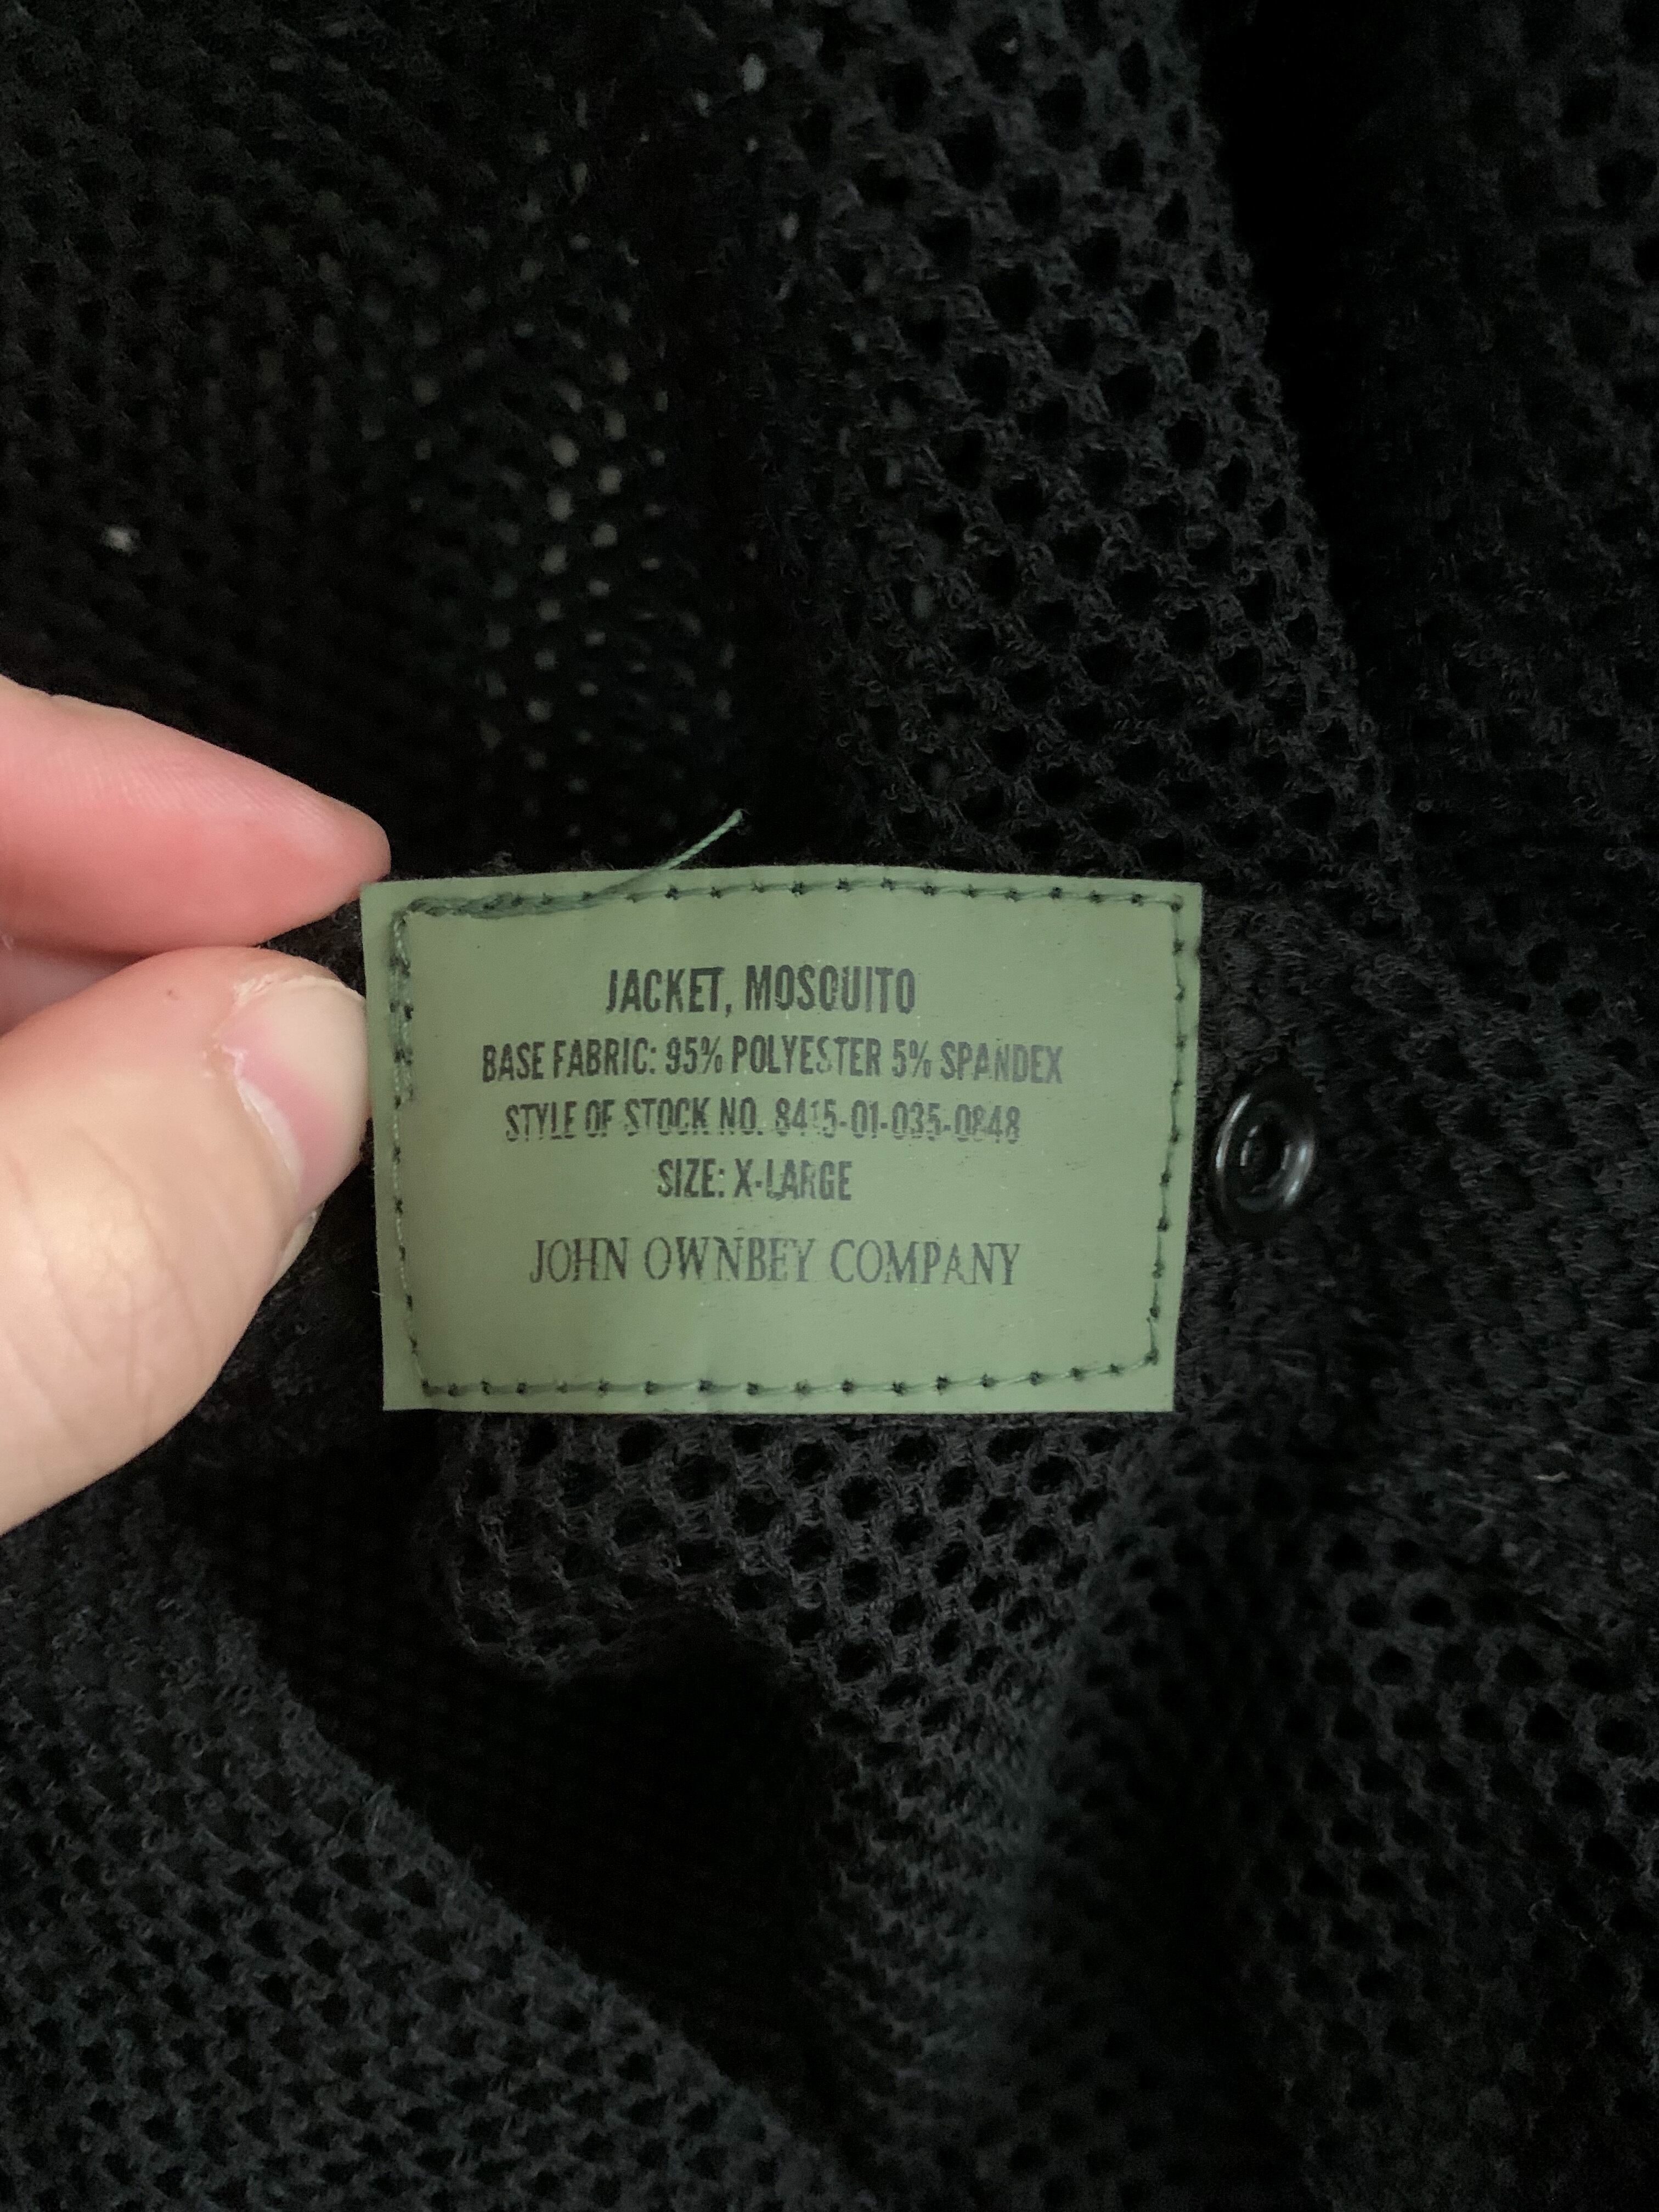 JACKET, MOSQUITO
BASE FABRIC: 95% POLYESTER 5% SPANDEX
STYLE OF STOCK NO. 8415-01-035-0848
SIZE: X-LARGE
JOHN OWNBEY COMPANY